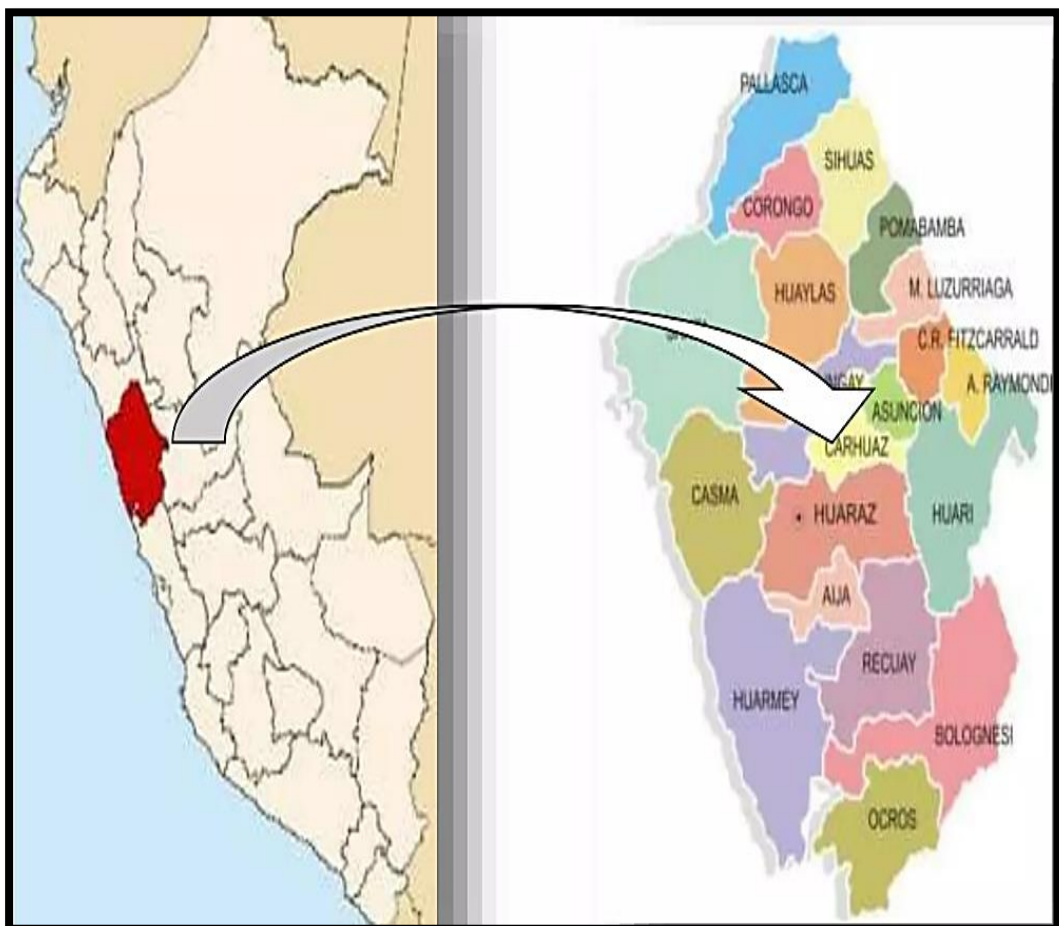 PALLASCA
SIHUAS
CORONGO
POMABAMBA
HUAYLAS
M. LUZURRIAGA
C.R. FITZCARRALD
A. RAYMONDI
ASUNCION
CARHUAZ
CASMA
HUARAZ
HUARI
AIJA
RECUAY
HUARMEY
BOLOGNESI
OCROS